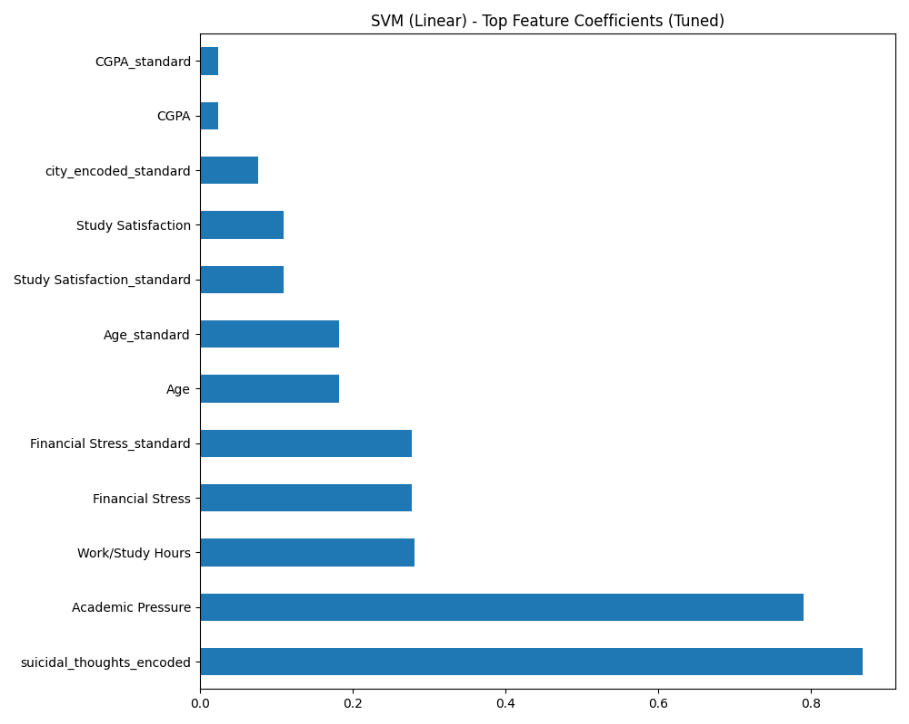 SVM (Linear) - Top Feature Coefficients (Tuned)
CGPA_standard
CGPA
city_encoded_standard
Study Satisfaction
Study Satisfaction_standard
Age_standard
Age
Financial Stress_standard
Financial Stress
Work/Study Hours
Academic Pressure
suicidal_thoughts_encoded
0.0 0.2 0.4 0.6 0.8